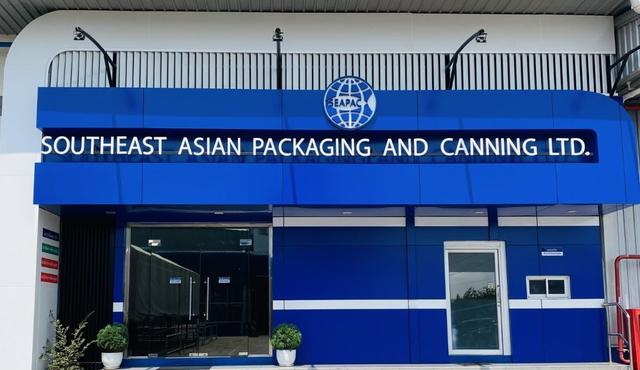 SEAPAC
SOUTHEAST ASIAN PACKAGING AND CANNING LTD.